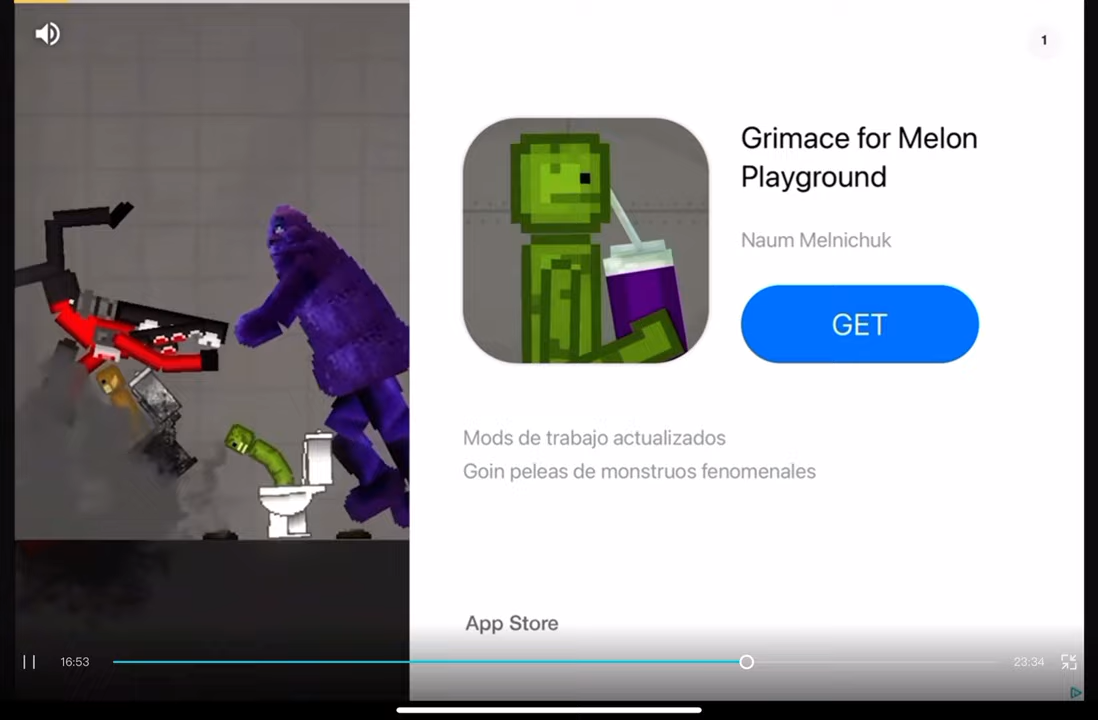 1
Grimace for Melon
Playground
Naum Melnichuk
GET
Mods de trabajo actualizados
Goin peleas de monstruos fenomenales
App Store
16:53
23:34